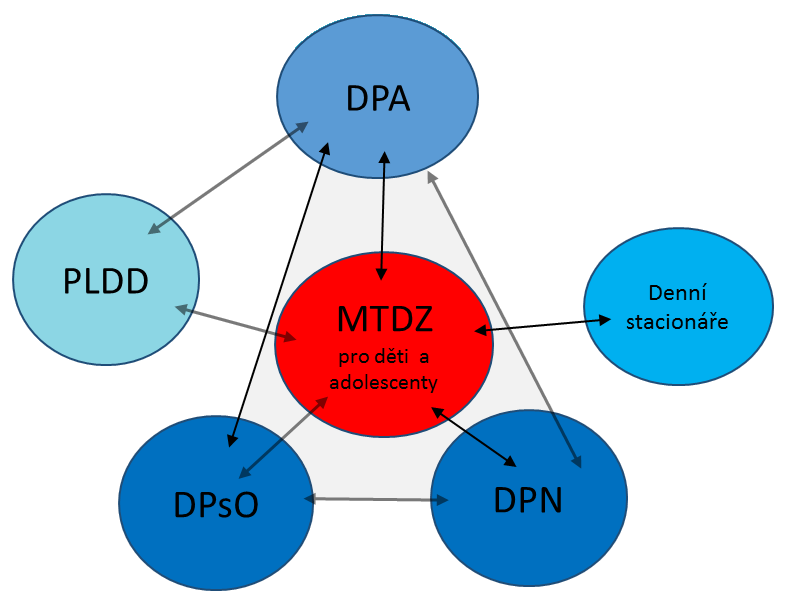 DPA
PLDD
MTDZ
pro děti a
adolescenty
Denní
stacionáře
DPsO
DPN